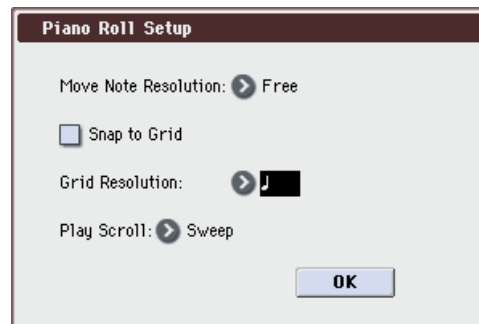 Piano Roll Setup
Move Note Resolution: Free
Snap to Grid
Grid Resolution: ♩
Play Scroll: Sweep
OK